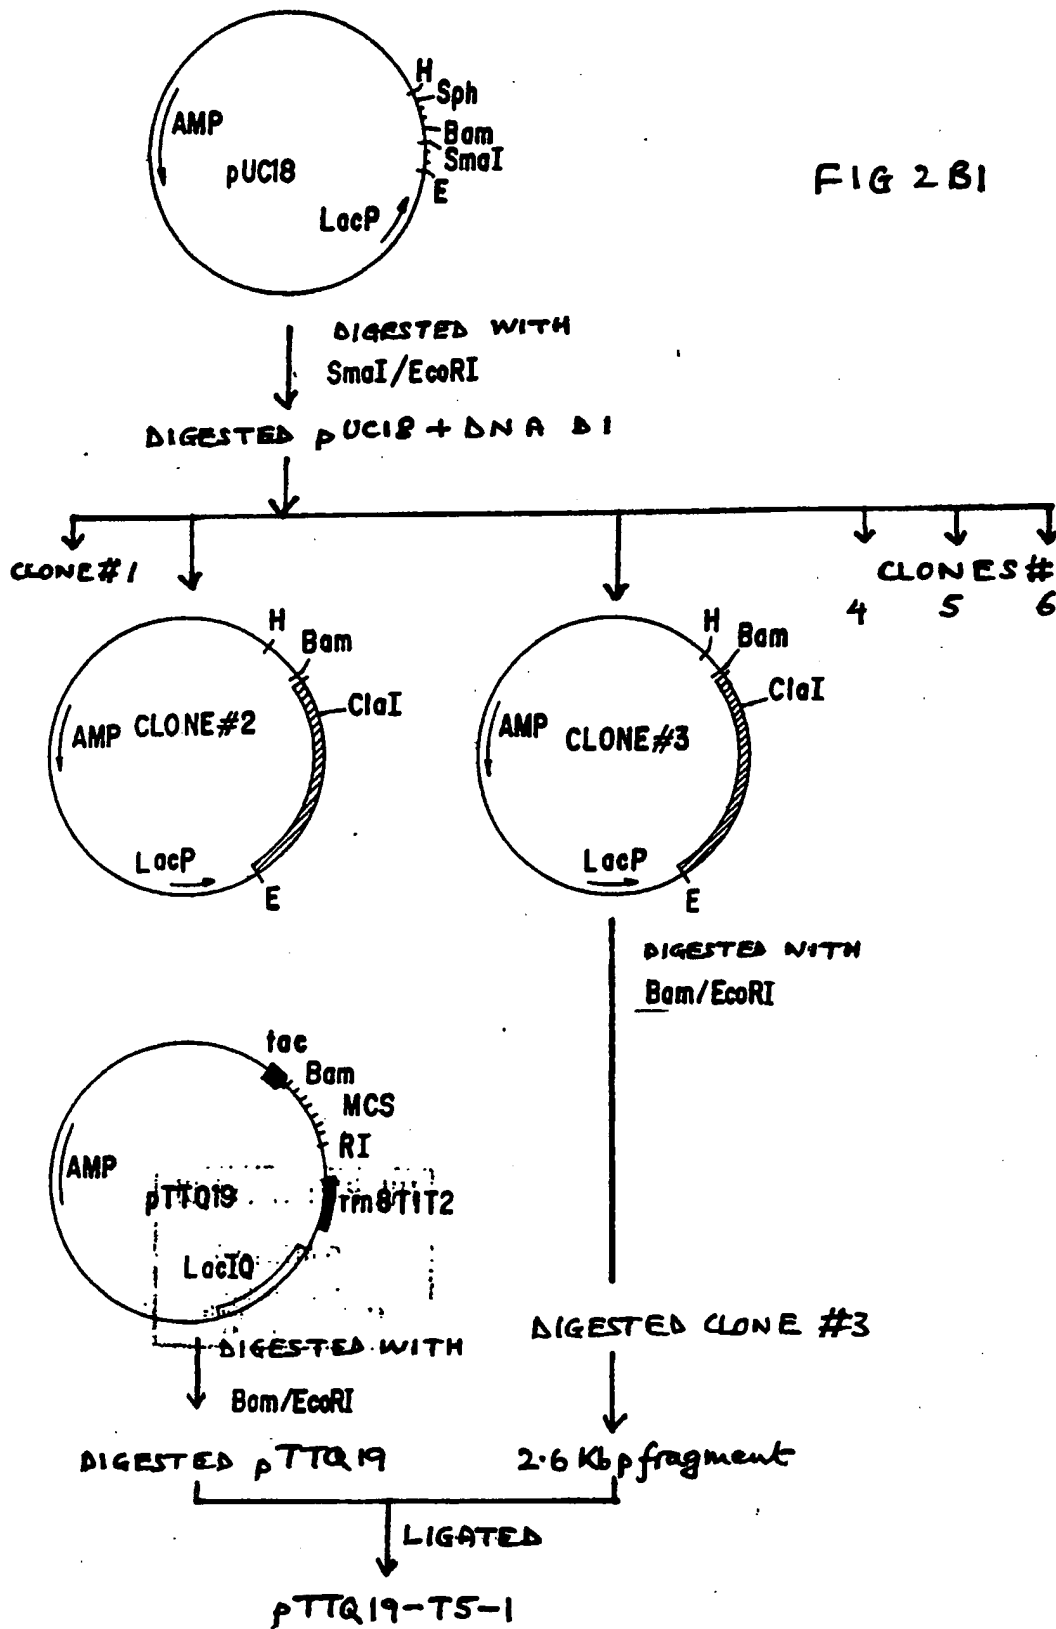 H
Sph
Bam
SmaI
E
AMP
pUC18
LacP
FIG 2B1
DIGESTED WITH
SmaI/EcoRI
DIGESTED pUC18 + DNA D1
CLONE#1
CLONES#
4 5 6
H
Bam
ClaI
AMP CLONE#2
LacP
E
H
Bam
ClaI
AMP CLONE#3
LacP
E
DIGESTED WITH
Bam/EcoRI
tac
Bam
MCS
RI
AMP
pTTQ19
rrnBT1T2
LacIQ
DIGESTED WITH
Bam/EcoRI
DIGESTED CLONE #3
DIGESTED pTTQ19
2.6 Kbp fragment
LIGATED
pTTQ19-T5-1